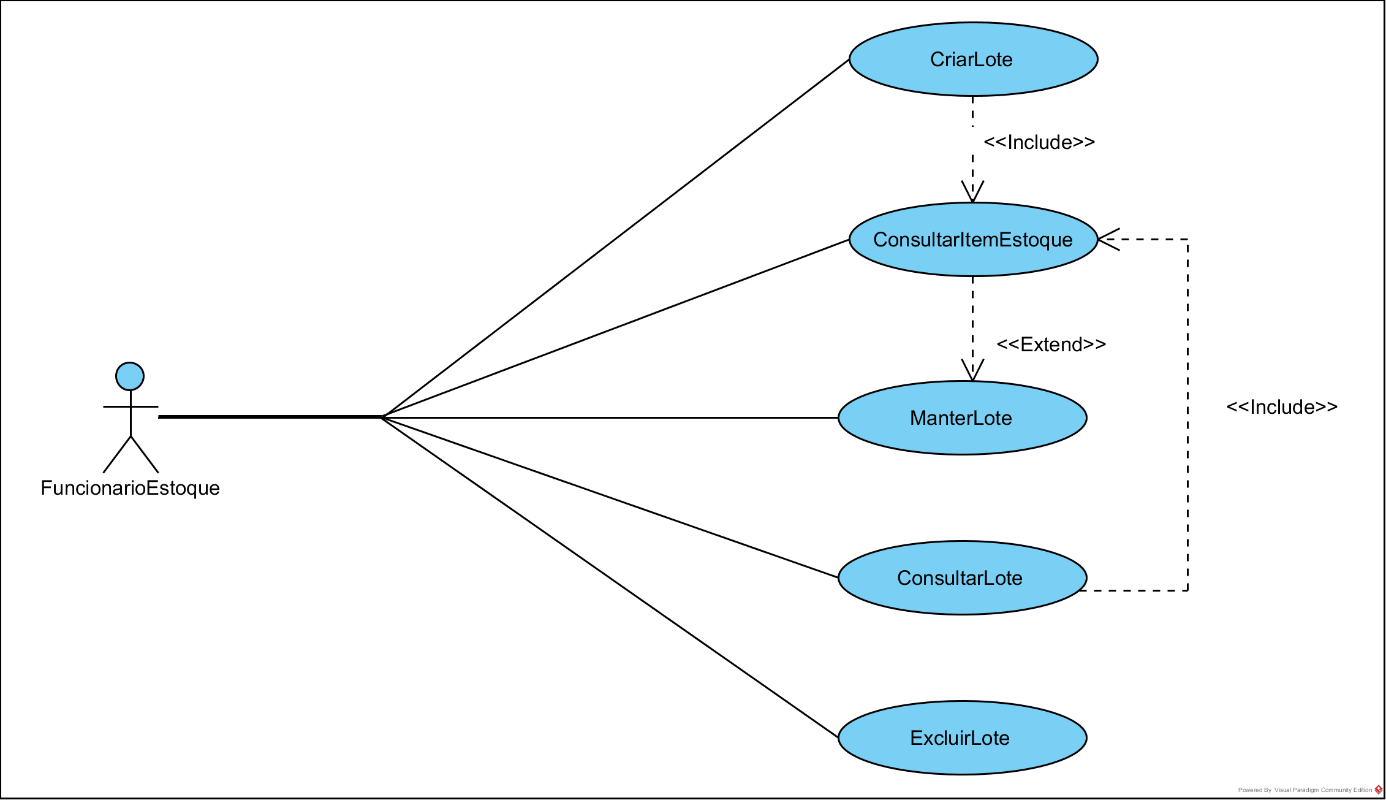 CriarLote
<<Include>>
ConsultarItemEstoque
<<Extend>>
ManterLote
<<Include>>
FuncionarioEstoque
ConsultarLote
ExcluirLote
Powered By Visual Paradigm Community Edition